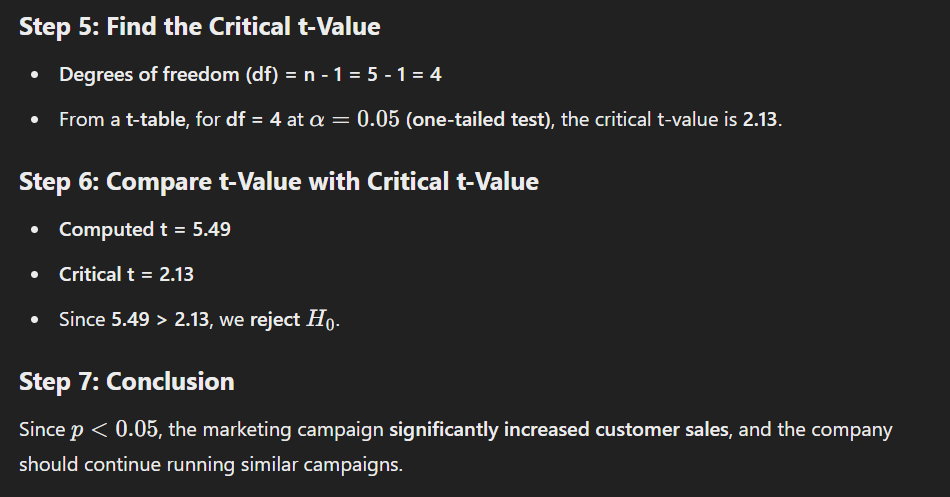 Step 5: Find the Critical t-Value
• Degrees of freedom (df) = n - 1 = 5 - 1 = 4
• From a t-table, for df = 4 at α = 0.05 (one-tailed test), the critical t-value is 2.13.
Step 6: Compare t-Value with Critical t-Value
• Computed t = 5.49
• Critical t = 2.13
• Since 5.49 > 2.13, we reject H₀.
Step 7: Conclusion
Since p < 0.05, the marketing campaign significantly increased customer sales, and the company
should continue running similar campaigns.